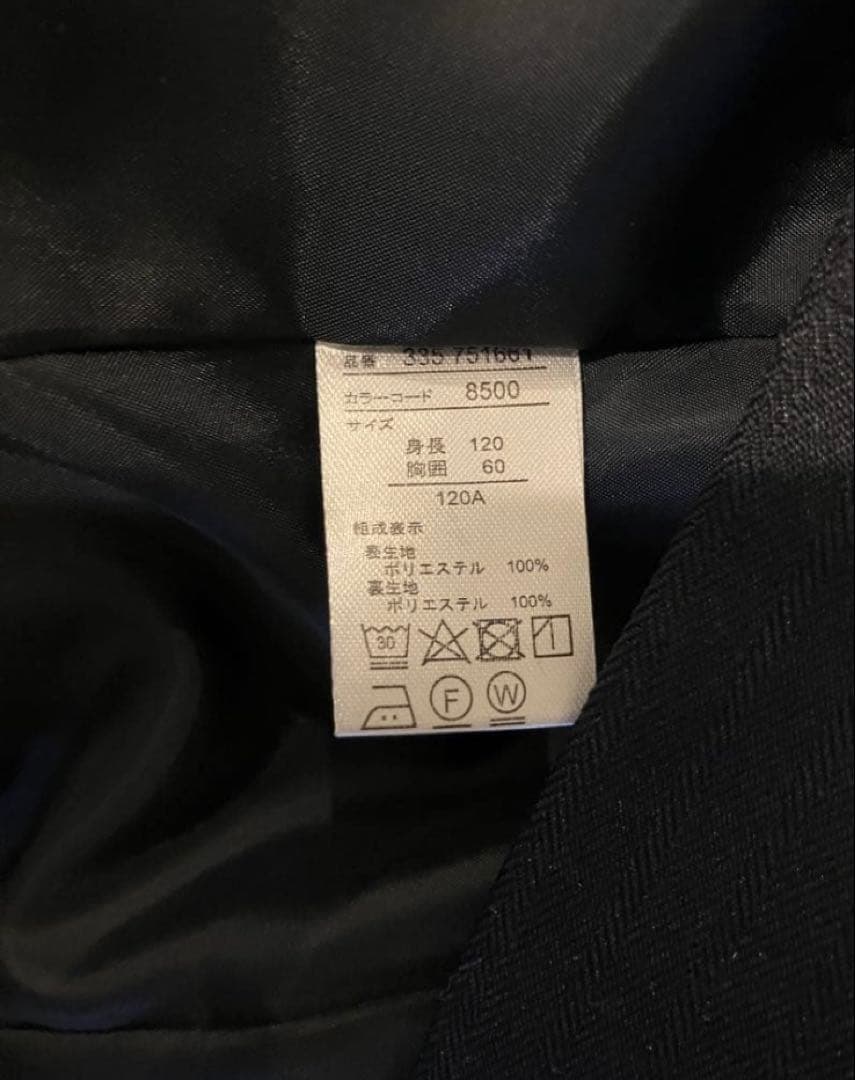 品番 335 751661
カラーコード 8500
サイズ
身長 120
胸囲 60
120A
組成表示
表生地
ポリエステル 100%
裏生地
ポリエステル 100%
30
F W